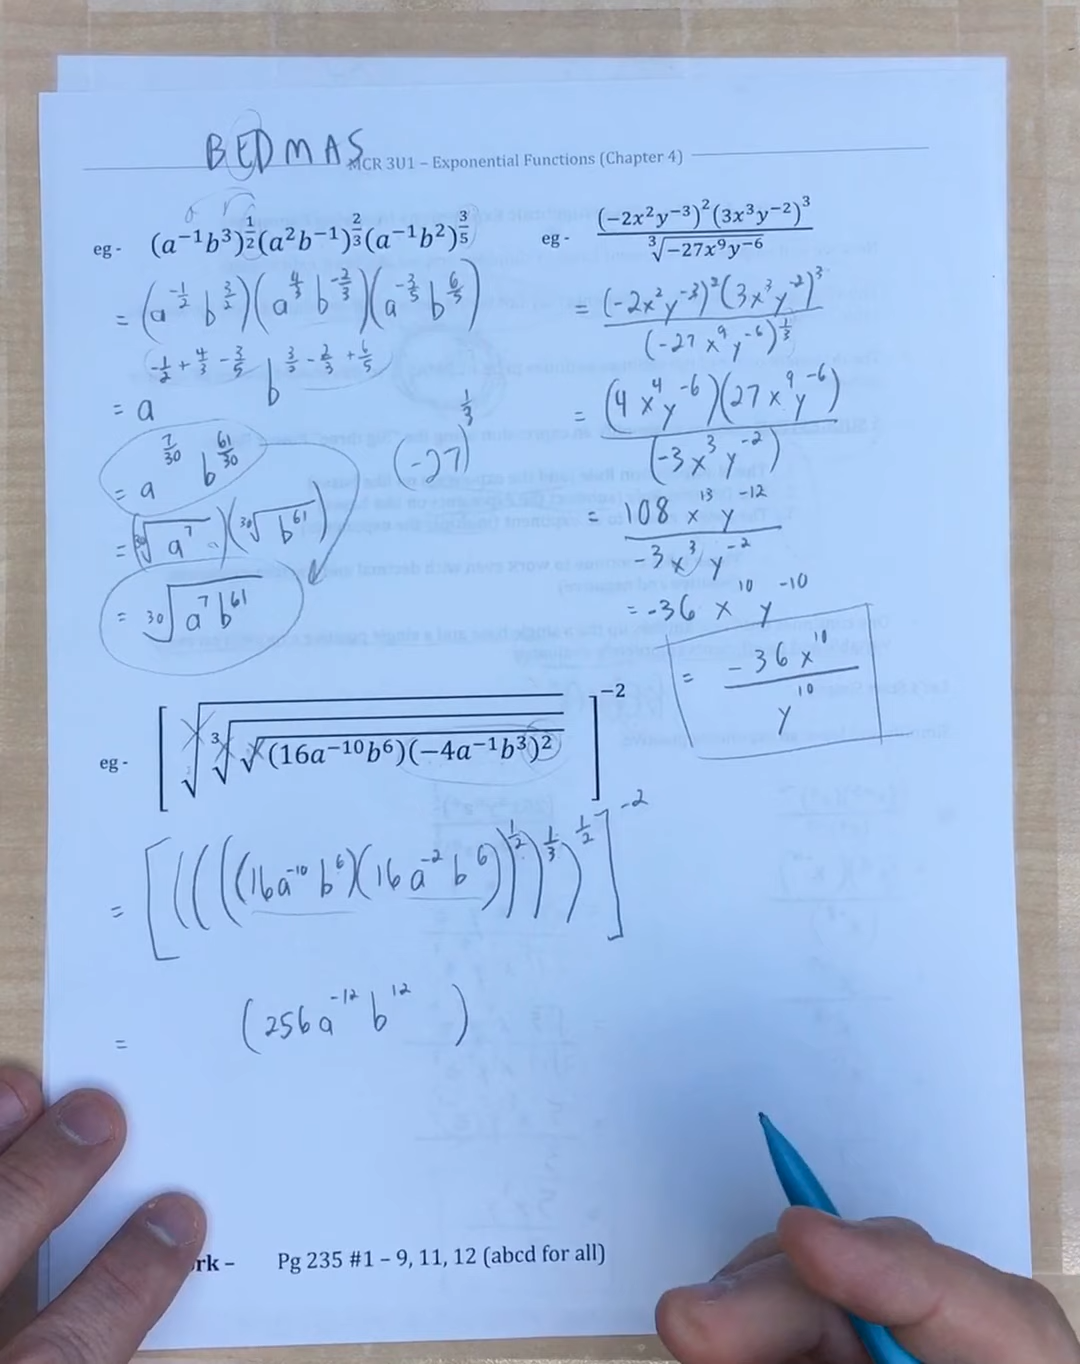 BEDMAS
MCR 3U1 – Exponential Functions (Chapter 4)
eg - (a⁻¹b³)^(1/2)(a²b⁻¹)^(2/3)(a⁻¹b²)^(3/5)
= (a^(-1/2) b^(3/2))(a^(4/3) b^(-2/3))(a^(-3/5) b^(6/5))
= a^(-1/2 + 4/3 - 3/5) b^(3/2 - 2/3 + 6/5)
= a^(7/30) b^(61/30)
(-27)^(1/3)
= (³⁰√a⁷)(³⁰√b⁶¹)
= ³⁰√(a⁷b⁶¹)
eg - (−2x²y⁻³)²(3x³y⁻²)³ / ³√(−27x⁹y⁻⁶)
= (-2x²y⁻³)²(3x³y⁻²)³ / (-27x⁹y⁻⁶)^(1/3)
= (4x⁴y⁻⁶)(27x⁹y⁻⁶) / (-3x³y⁻²)
= 108x¹³y⁻¹² / -3x³y⁻²
= -36x¹⁰y⁻¹⁰
= -36x¹⁰ / y¹⁰
eg - [√(³√(√((16a⁻¹⁰b⁶)(−4a⁻¹b³)²)))]⁻²
= [((((16a⁻¹⁰b⁶)(16a⁻²b⁶))^(1/2))^(1/3))^(1/2)]⁻²
= (256a⁻¹²b¹² )
rk – Pg 235 #1 – 9, 11, 12 (abcd for all)